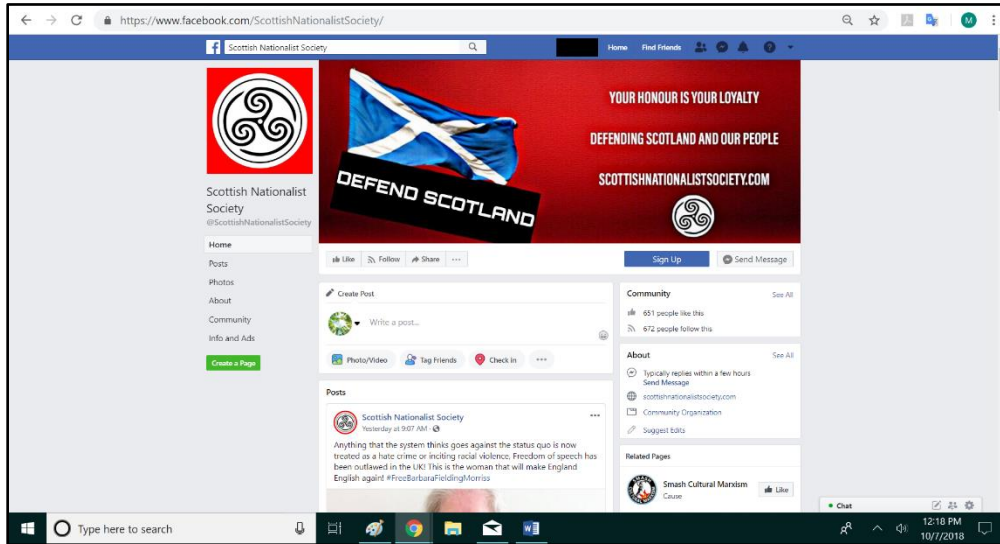 https://www.facebook.com/ScottishNationalistSociety/
M
Scottish Nationalist Society
Home
Find Friends
YOUR HONOUR IS YOUR LOYALTY
DEFENDING SCOTLAND AND OUR PEOPLE
SCOTTISHNATIONALISTSOCIETY.COM
DEFEND SCOTLAND
Scottish Nationalist
Society
@ScottishNationalistSociety
Home
Posts
Photos
About
Community
Info and Ads
Create a Page
Like
Follow
Share
Sign Up
Send Message
Create Post
Write a post...
Photo/Video
Tag Friends
Check in
Posts
Scottish Nationalist Society
Yesterday at 9:07 AM
Anything that the system thinks goes against the status quo is now
treated as a hate crime or inciting racial violence, Freedom of speech has
been outlawed in the UK! This is the woman that will make England
English again! #FreeBarbaraFieldingMorriss
Community
See All
651 people like this
672 people follow this
About
See All
Typically replies within a few hours
Send Message
scottishnationalistsociety.com
Community Organization
Suggest Edits
Related Pages
Smash Cultural Marxism
Cause
Like
Chat
Type here to search
12:18 PM
10/7/2018